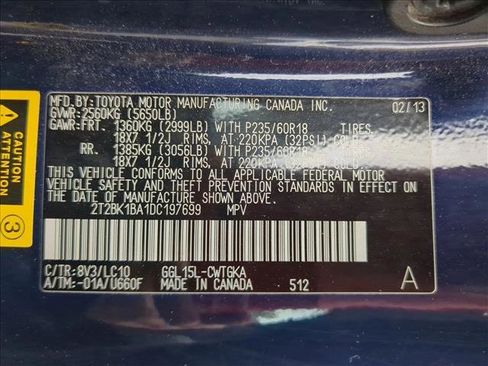 MFD.BY: TOYOTA MOTOR MANUFACTURING CANADA INC. 02/13
GVWR: 2560KG (5650LB)
GAWR: FRT. 1360KG (2999LB) WITH P235/60R18 TIRES
18X7 1/2J RIMS, AT 220KPA (32PSI) COLD
RR. 1385KG (3056LB) WITH P235/60R18
18X7 1/2J RIMS, AT 220KPA
THIS VEHICLE CONFORMS TO ALL APPLICABLE FEDERAL MOTOR
VEHICLE SAFETY AND THEFT PREVENTION STANDARDS IN EFFECT ON
THE DATE OF MANUFACTURE SHOWN ABOVE.
2T2BK1BA1DC197699 MPV
C/TR: 8V3/LC10 GGL15L-CWTGKA
A/TM: -01A/U660F MADE IN CANADA 512 A
3